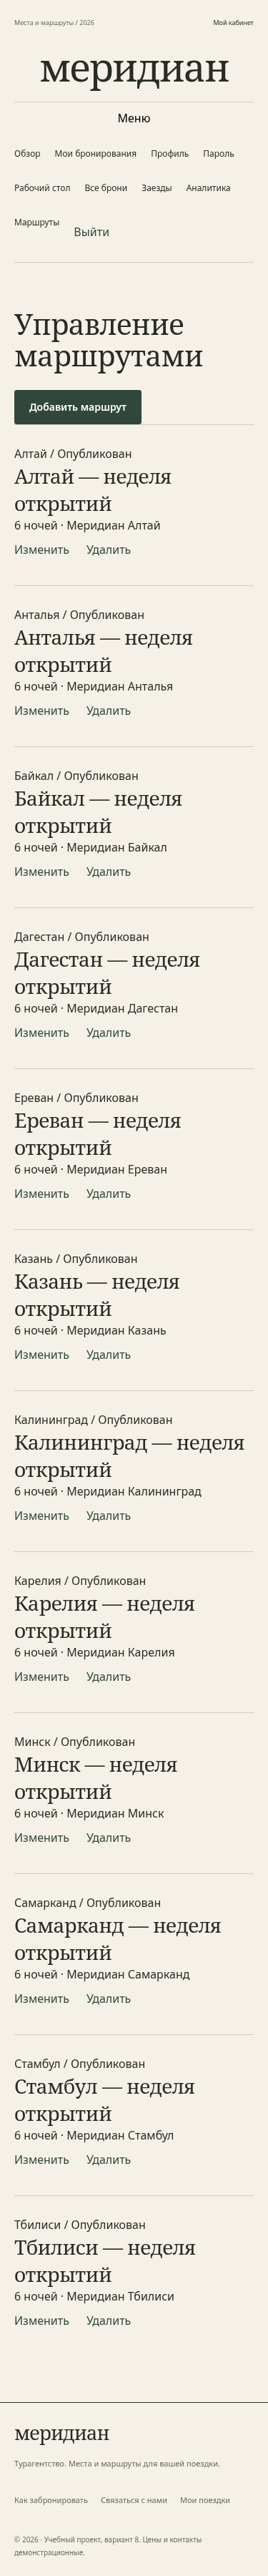 Места и маршруты / 2026 Мой кабинет
меридиан
Меню
Обзор Мои бронирования Профиль Пароль
Рабочий стол Все брони Заезды Аналитика
Маршруты Выйти
Управление
маршрутами
Добавить маршрут
Алтай / Опубликован
Алтай — неделя
открытий
6 ночей · Меридиан Алтай
Изменить Удалить
Анталья / Опубликован
Анталья — неделя
открытий
6 ночей · Меридиан Анталья
Изменить Удалить
Байкал / Опубликован
Байкал — неделя
открытий
6 ночей · Меридиан Байкал
Изменить Удалить
Дагестан / Опубликован
Дагестан — неделя
открытий
6 ночей · Меридиан Дагестан
Изменить Удалить
Ереван / Опубликован
Ереван — неделя
открытий
6 ночей · Меридиан Ереван
Изменить Удалить
Казань / Опубликован
Казань — неделя
открытий
6 ночей · Меридиан Казань
Изменить Удалить
Калининград / Опубликован
Калининград — неделя
открытий
6 ночей · Меридиан Калининград
Изменить Удалить
Карелия / Опубликован
Карелия — неделя
открытий
6 ночей · Меридиан Карелия
Изменить Удалить
Минск / Опубликован
Минск — неделя
открытий
6 ночей · Меридиан Минск
Изменить Удалить
Самарканд / Опубликован
Самарканд — неделя
открытий
6 ночей · Меридиан Самарканд
Изменить Удалить
Стамбул / Опубликован
Стамбул — неделя
открытий
6 ночей · Меридиан Стамбул
Изменить Удалить
Тбилиси / Опубликован
Тбилиси — неделя
открытий
6 ночей · Меридиан Тбилиси
Изменить Удалить
меридиан
Турагентство. Места и маршруты для вашей поездки.
Как забронировать Связаться с нами Мои поездки
© 2026 · Учебный проект, вариант 8. Цены и контакты
демонстрационные.